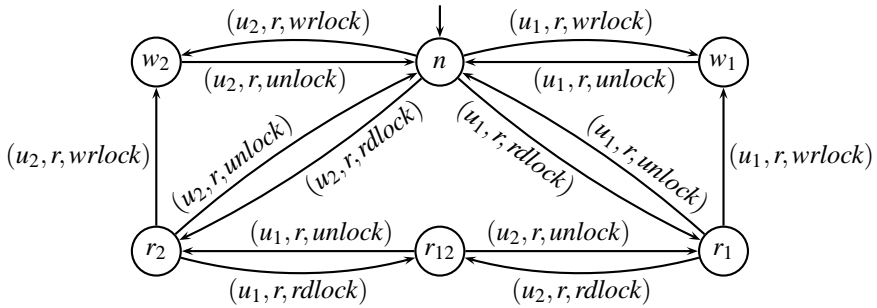 (u2, r, wrlock) (u1, r, wrlock)
w2 n w1
(u2, r, unlock) (u1, r, unlock)
(u2, r, wrlock) (u2, r, unlock) (u2, r, rdlock) (u1, r, rdlock) (u1, r, unlock) (u1, r, wrlock)
(u1, r, unlock) (u2, r, unlock)
r2 r12 r1
(u1, r, rdlock) (u2, r, rdlock)